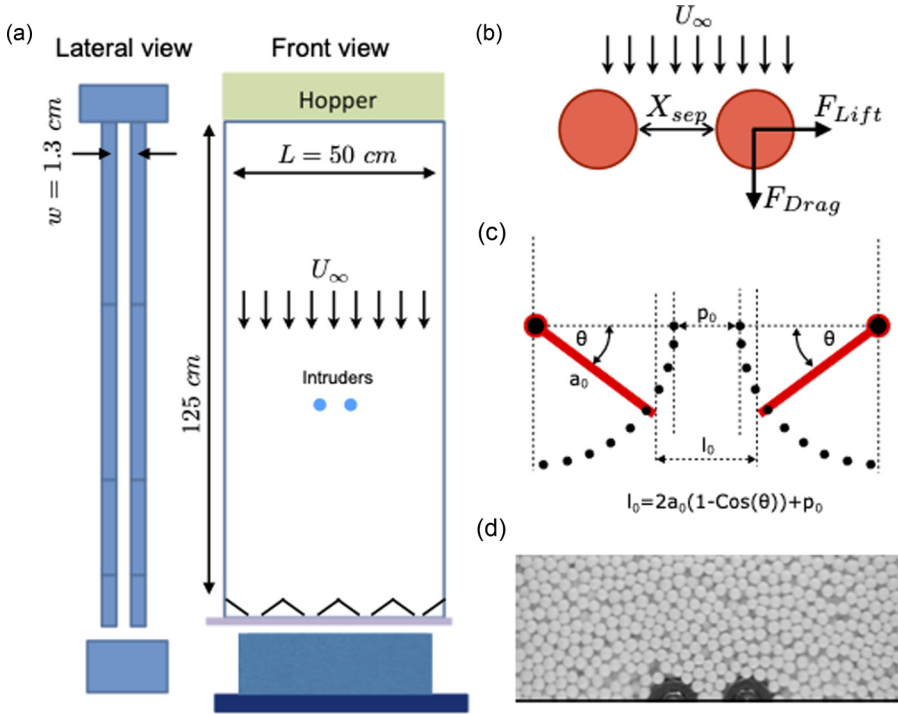 (a)
Lateral view
Front view
Hopper
w = 1.3 cm
L = 50 cm
U∞
Intruders
125 cm
(b)
U∞
X_sep
F_Lift
F_Drag
(c)
p₀
θ
θ
a₀
l₀
l₀=2a₀(1-Cos(θ))+p₀
(d)